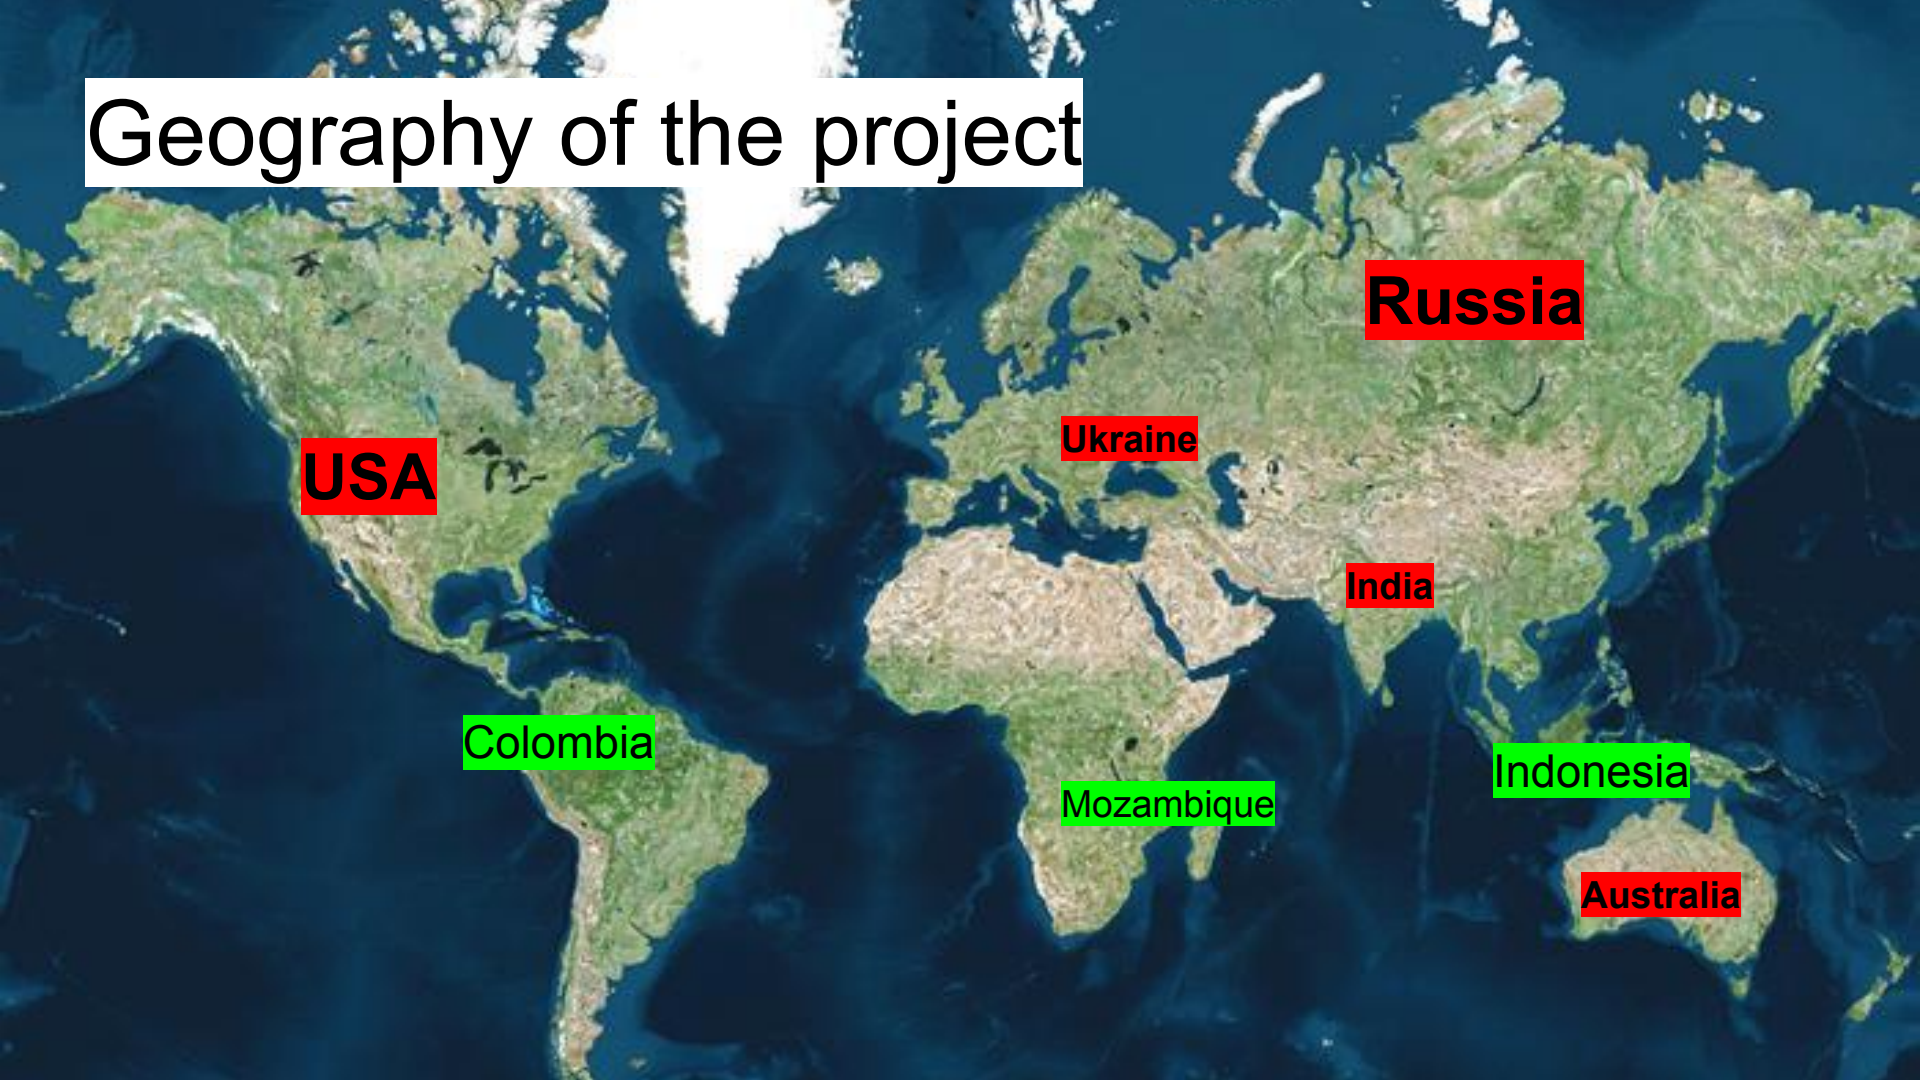 Geography of the project
Russia
Ukraine
USA
India
Colombia
Indonesia
Mozambique
Australia